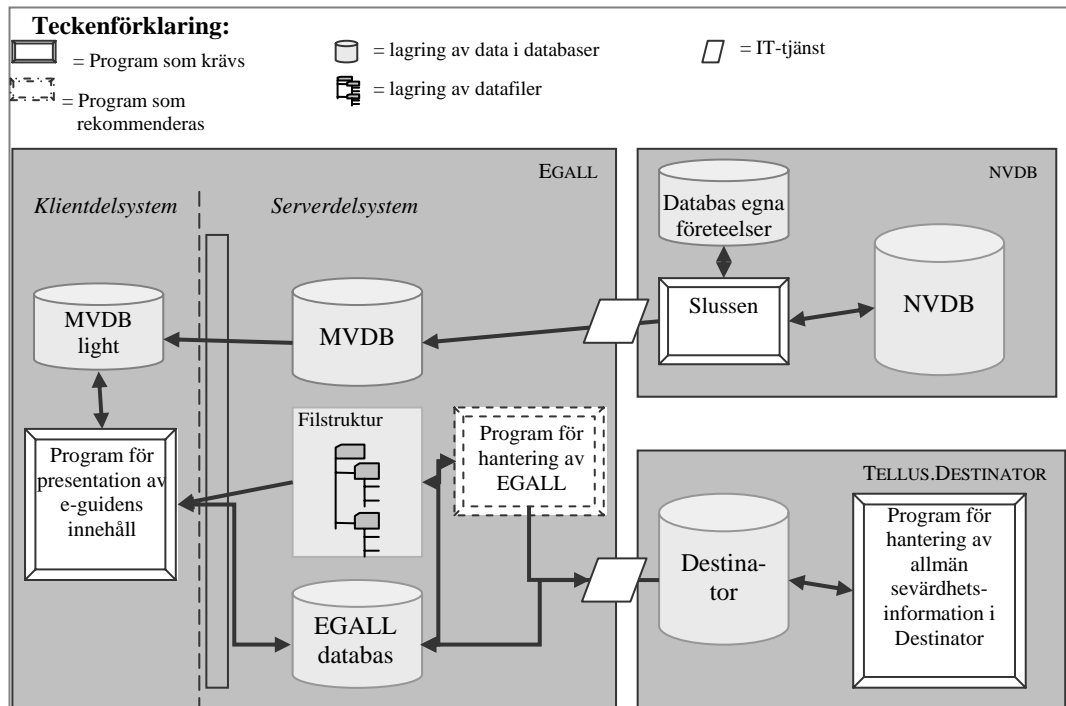 Teckenförklaring:
= Program som krävs
= Program som
rekommenderas
= lagring av data i databaser
= lagring av datafiler
= IT-tjänst
EGALL
Klientdelsystem
Serverdelsystem
MVDB
light
MVDB
Program för
presentation av
e-guidens
innehåll
Filstruktur
Program för
hantering av
EGALL
EGALL
databas
NVDB
Databas egna
företeelser
Slussen
NVDB
TELLUS.DESTINATOR
Destina-
tor
Program för
hantering av
allmän
sevärdhets-
information i
Destinator